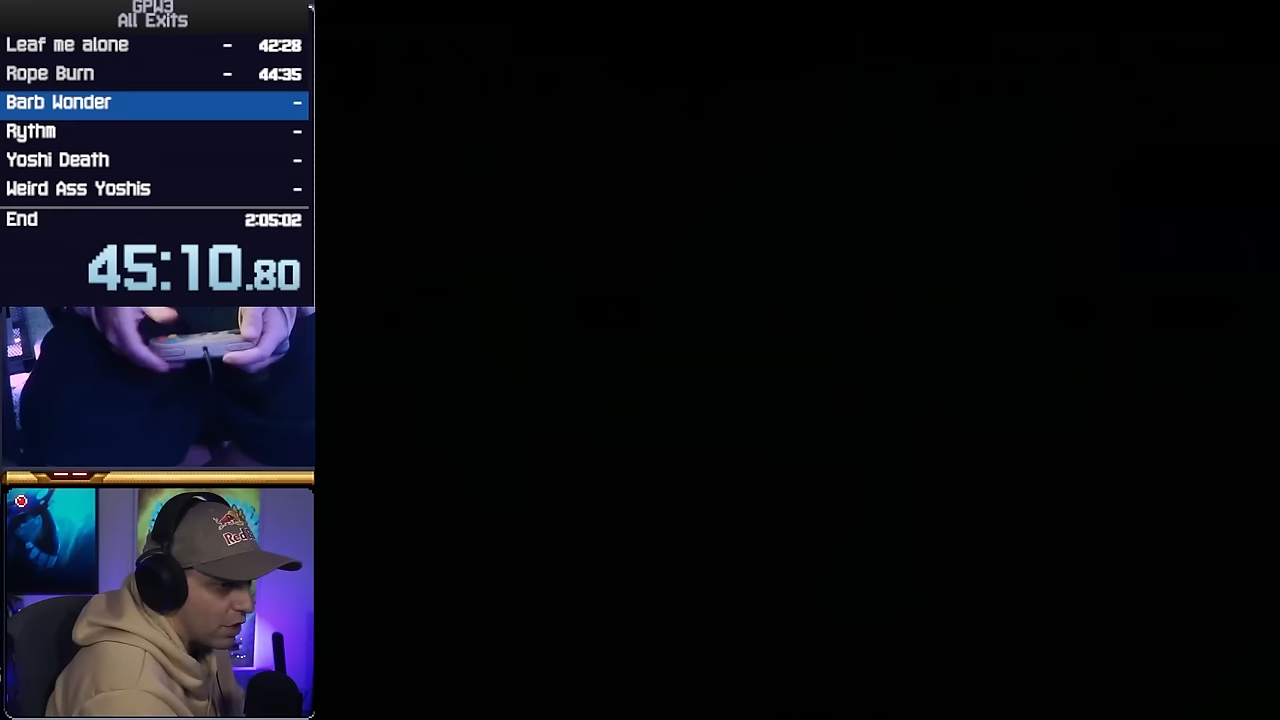 GPW3
All Exits
Leaf me alone - 42:28
Rope Burn - 44:35
Barb Wonder -
Rythm -
Yoshi Death -
Weird Ass Yoshis -
End 2:05:02
45:10.80
Red